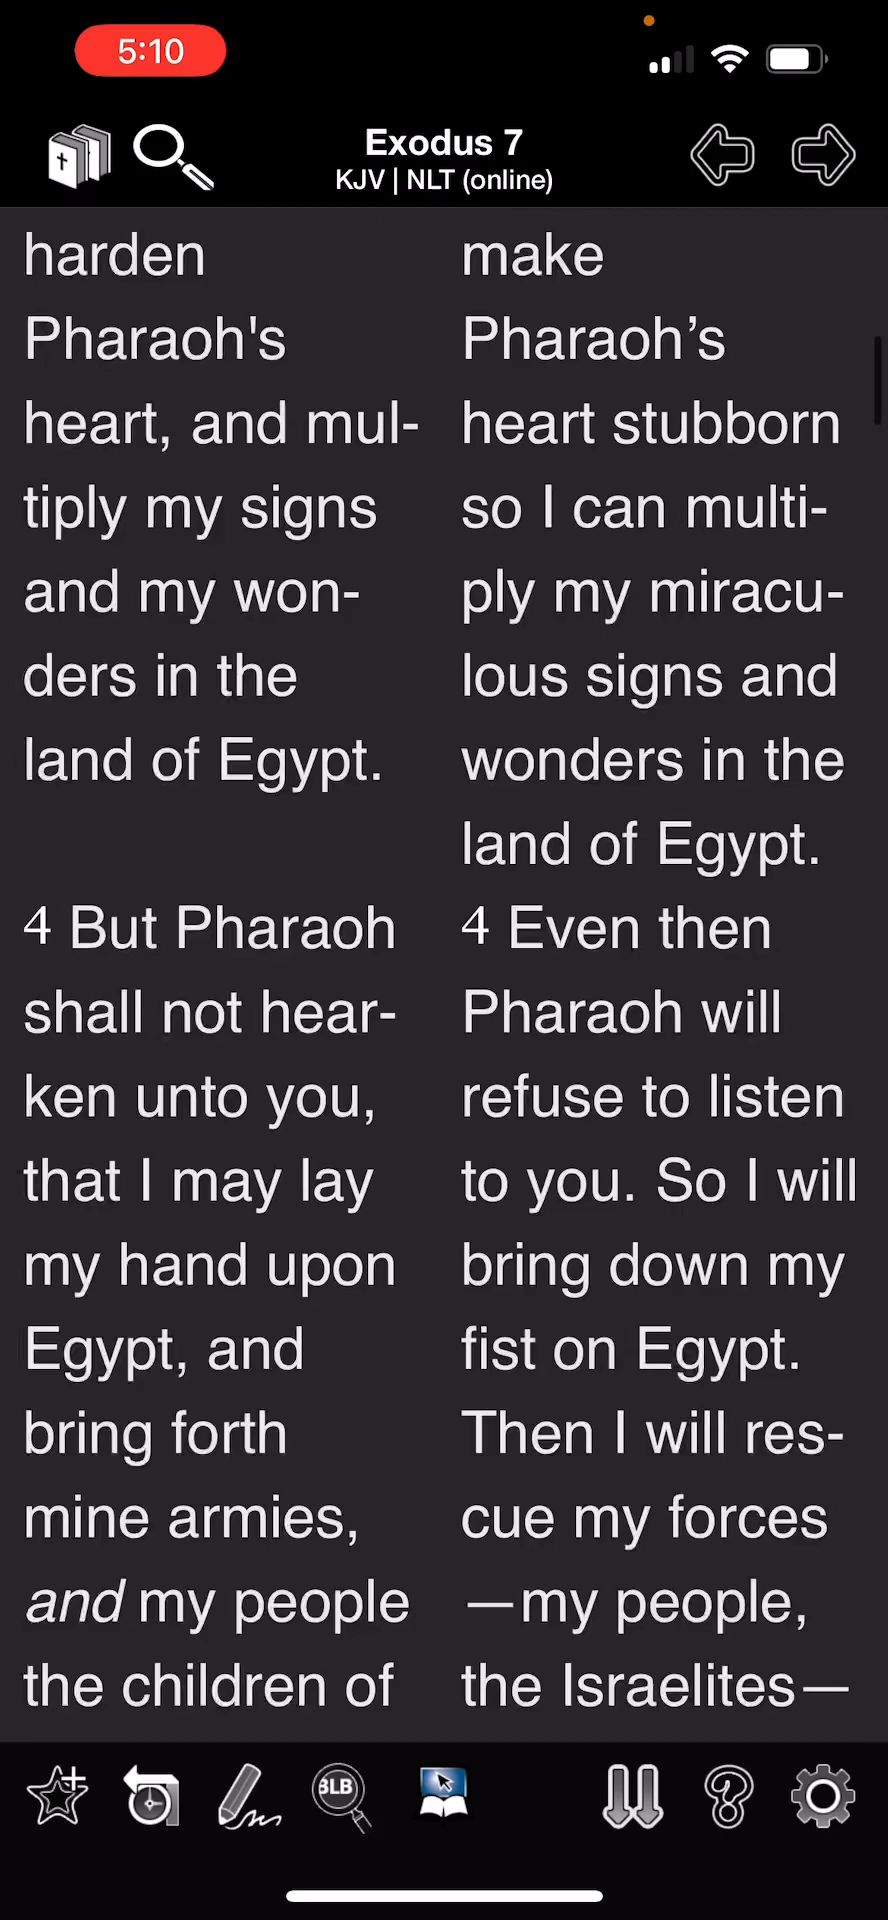 5:10
Exodus 7
KJV | NLT (online)
harden
Pharaoh's
heart, and mul-
tiply my signs
and my won-
ders in the
land of Egypt.
4 But Pharaoh
shall not hear-
ken unto you,
that I may lay
my hand upon
Egypt, and
bring forth
mine armies,
and my people
the children of
make
Pharaoh’s
heart stubborn
so I can multi-
ply my miracu-
lous signs and
wonders in the
land of Egypt.
4 Even then
Pharaoh will
refuse to listen
to you. So I will
bring down my
fist on Egypt.
Then I will res-
cue my forces
—my people,
the Israelites—
BLB